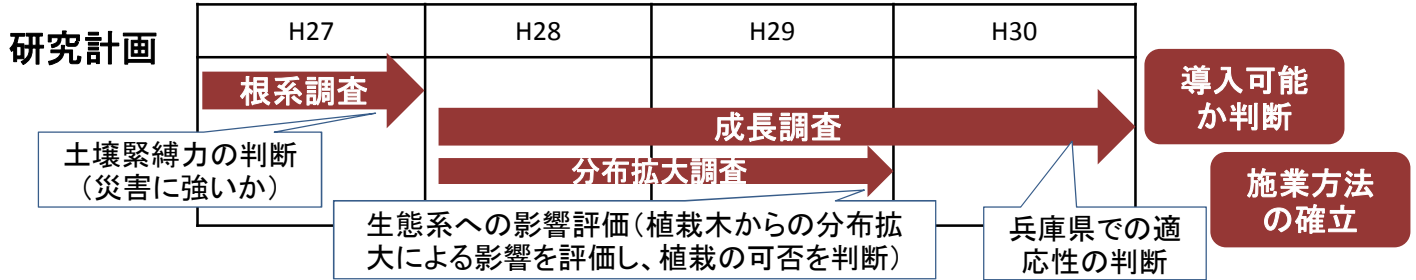 研究計画
H27
H28
H29
H30
根系調査
成長調査
分布拡大調査
土壌緊縛力の判断
（災害に強いか）
生態系への影響評価（植栽木からの分布拡
大による影響を評価し、植栽の可否を判断）
兵庫県での適
応性の判断
導入可能
か判断
施業方法
の確立